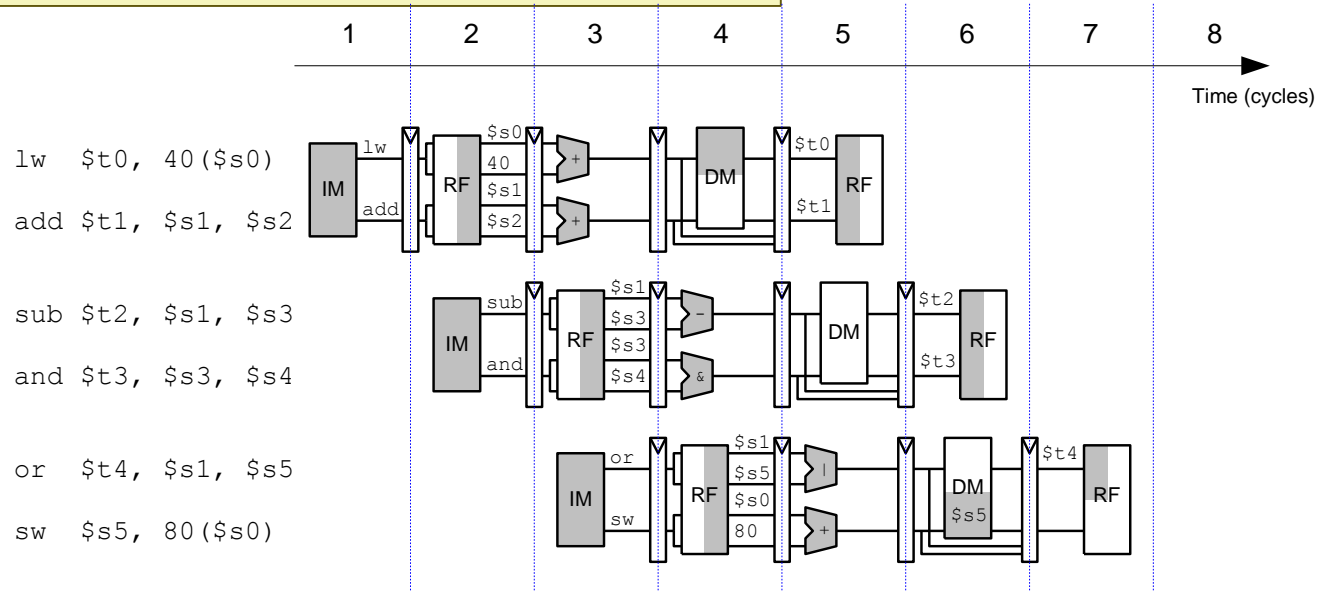 1 2 3 4 5 6 7 8
Time (cycles)
lw $t0, 40($s0)
add $t1, $s1, $s2
IM
lw
add
RF
$s0
40
$s1
$s2
+
+
DM
$t0
$t1
RF
sub $t2, $s1, $s3
and $t3, $s3, $s4
IM
sub
and
RF
$s1
$s3
$s3
$s4
-
&
DM
$t2
$t3
RF
or $t4, $s1, $s5
sw $s5, 80($s0)
IM
or
sw
RF
$s1
$s5
$s0
80
|
+
DM
$s5
$t4
RF